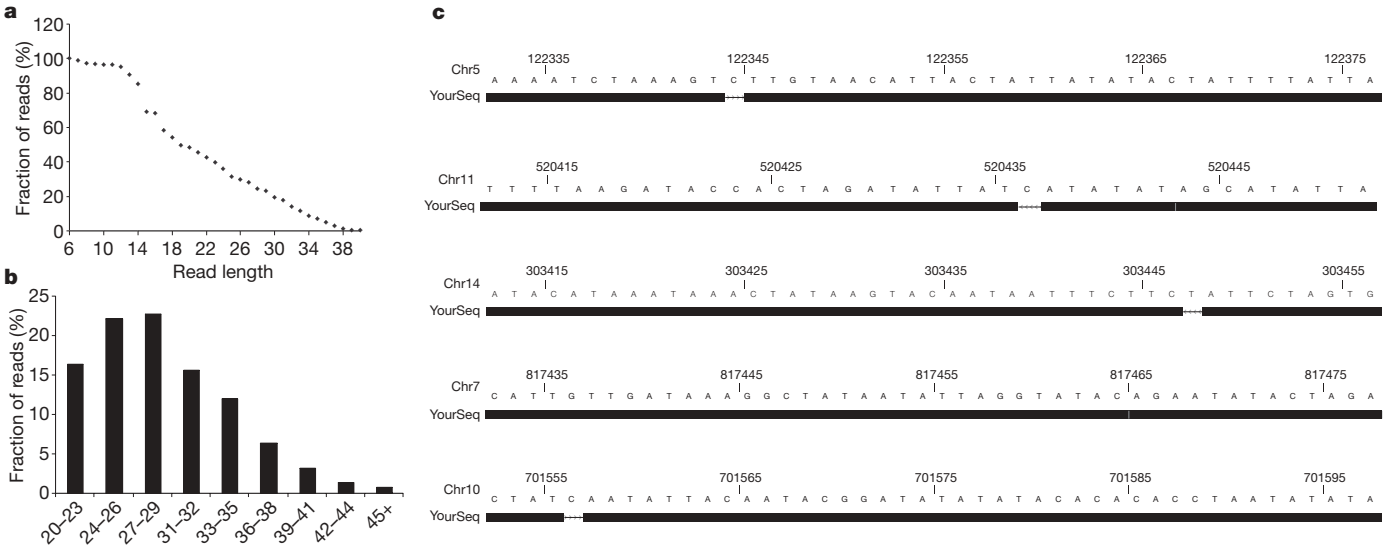 a
120
100
80
60
40
20
0
6 10 14 18 22 26 30 34 38
Fraction of reads (%)
Read length
b
25
20
15
10
5
0
Fraction of reads (%)
20–23 24–26 27–29 31–32 33–35 36–38 39–41 42–44 45+
c
122335 122345 122355 122365 122375
Chr5
A A A A T C T A A A G T C T T G T A A C A T T A C T A T T A T A T A C T A T T T T A T T A
YourSeq
520415 520425 520435 520445
Chr11
T T T T A A G A T A C C A C T A G A T A T T A T C A T A T A T A G C A T A T T A
YourSeq
303415 303425 303435 303445 303455
Chr14
A T A C A T A A A T A A A C T A T A A G T A C A A T A A T T T C T T C T A T T C T A G T G
YourSeq
817435 817445 817455 817465 817475
Chr7
C A T T G T T G A T A A A G G C T A T A A T A T T A G G T A T A C A G A A T A T A C T A G A
YourSeq
701555 701565 701575 701585 701595
Chr10
C T A T C A A T A T T A C A A T A C G G A T A T A T A T A C A C A C A C C T A A T A T A T A
YourSeq